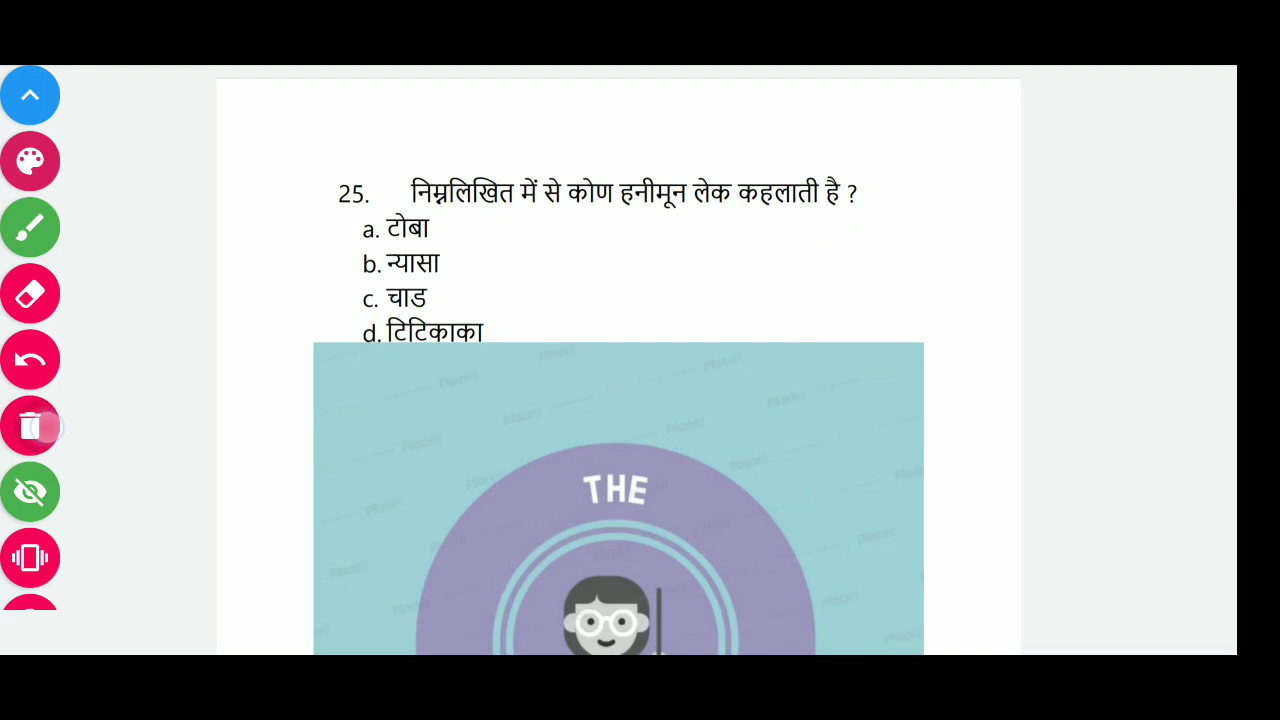 25. निम्नलिखित में से कोण हनीमून लेक कहलाती है ?
a. टोबा
b. न्यासा
c. चाड
d. टिटिकाका
THE